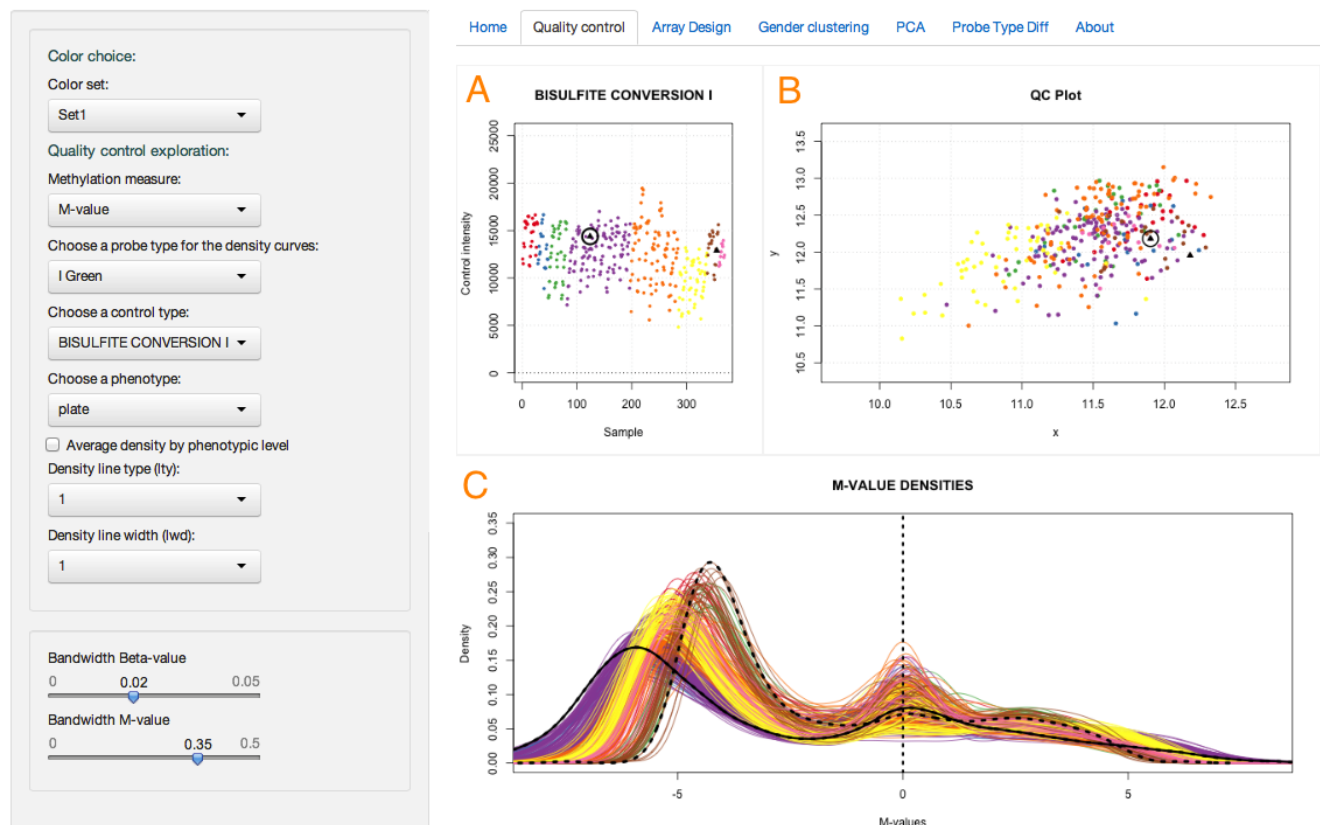 Color choice:
Color set:
Set1
Quality control exploration:
Methylation measure:
M-value
Choose a probe type for the density curves:
I Green
Choose a control type:
BISULFITE CONVERSION I
Choose a phenotype:
plate
Average density by phenotypic level
Density line type (lty):
1
Density line width (lwd):
1
Bandwidth Beta-value
0 0.02 0.05
Bandwidth M-value
0 0.35 0.5
Home Quality control Array Design Gender clustering PCA Probe Type Diff About
A
BISULFITE CONVERSION I
Control intensity
25000
20000
15000
10000
5000
0
0 100 200 300
Sample
B
QC Plot
y
13.5
13.0
12.5
12.0
11.5
11.0
10.5
10.0 10.5 11.0 11.5 12.0 12.5
x
C
M-VALUE DENSITIES
Density
0.35
0.30
0.25
0.20
0.15
0.10
0.05
0.00
-5 0 5
M-values